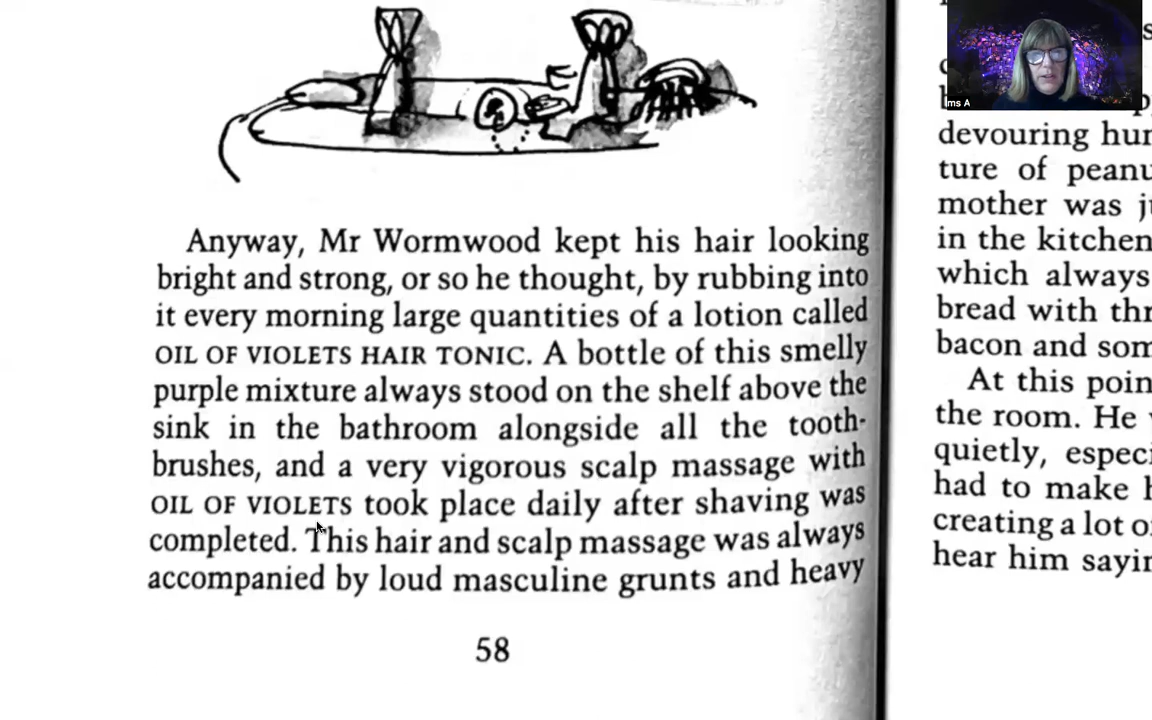 Anyway, Mr Wormwood kept his hair looking
bright and strong, or so he thought, by rubbing into
it every morning large quantities of a lotion called
OIL OF VIOLETS HAIR TONIC. A bottle of this smelly
purple mixture always stood on the shelf above the
sink in the bathroom alongside all the tooth-
brushes, and a very vigorous scalp massage with
OIL OF VIOLETS took place daily after shaving was
completed. This hair and scalp massage was always
accompanied by loud masculine grunts and heavy
58
ms A
devouring
ture of
mother was
in the kitchen
which always
bread with
bacon and
At this
the room. He
quietly,
had to make
creating a lot
hear him